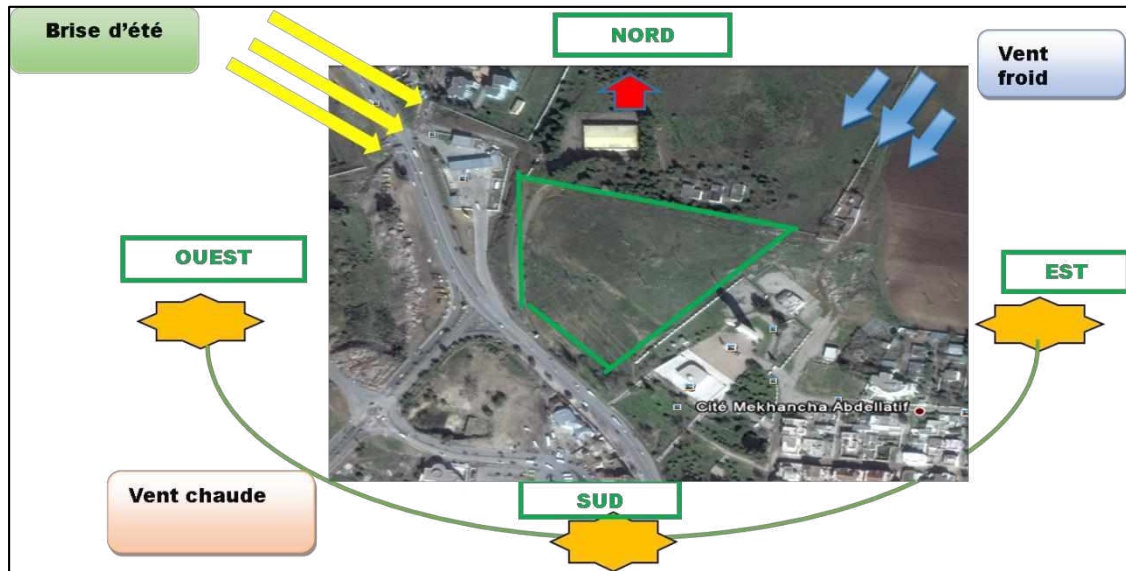 Brise d’été
NORD
Vent
froid
OUEST
EST
Cité Mekhancha Abdellatif
Vent chaude
SUD